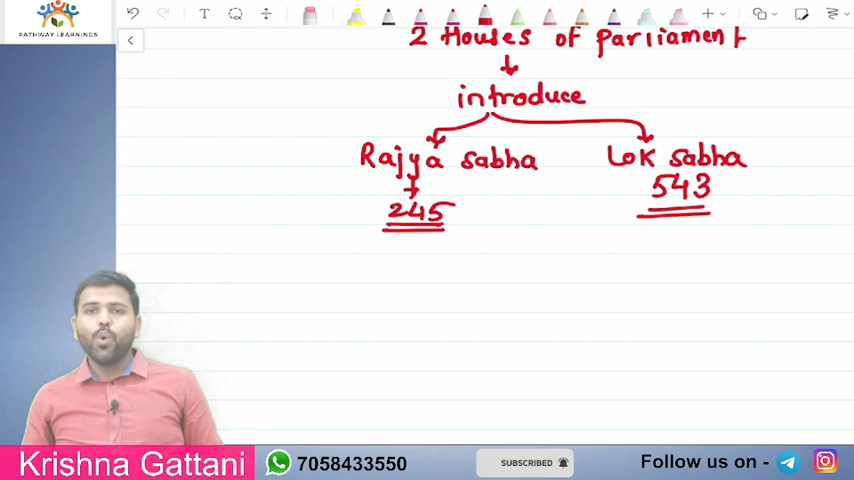 PATHWAY LEARNINGS
2 Houses of parliament
introduce
Rajya sabha
Lok sabha
245
543
Krishna Gattani
7058433550
SUBSCRIBED
Follow us on -